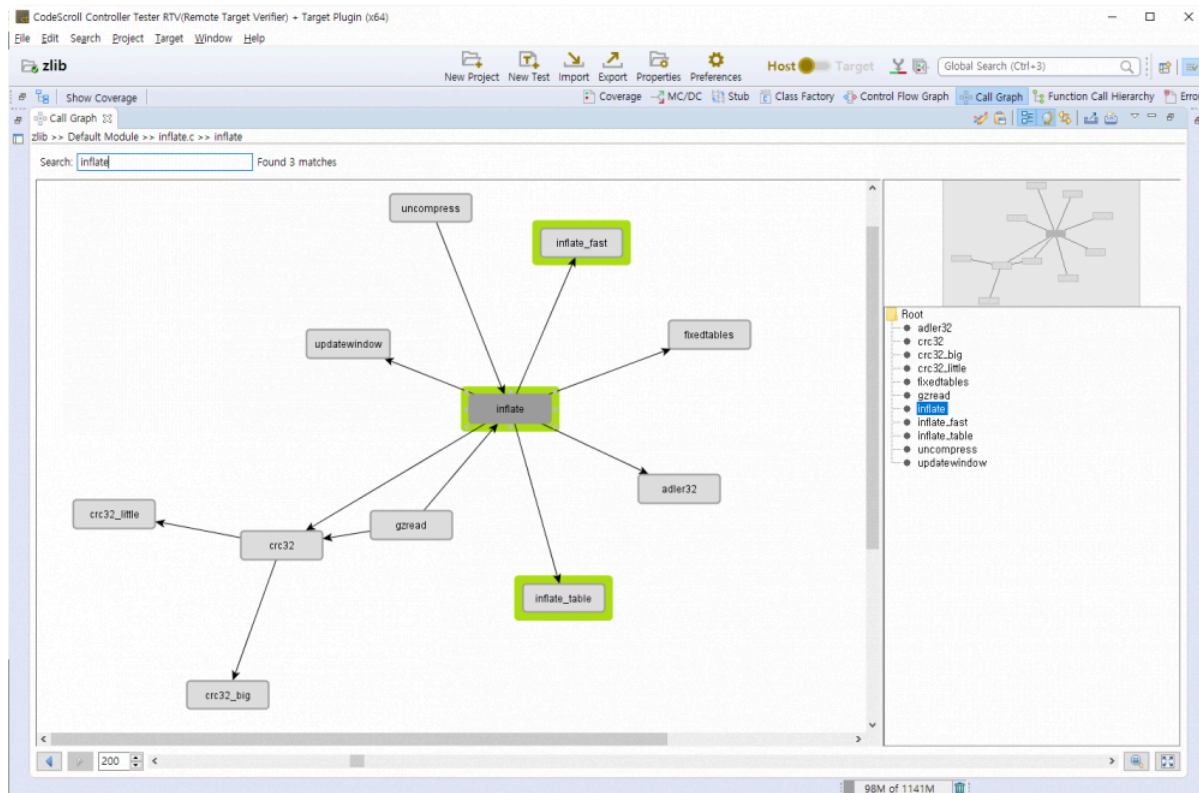 CodeScroll Controller Tester RTV(Remote Target Verifier) + Target Plugin (x64)
File Edit Search Project Target Window Help
zlib
New Project New Test Import Export Properties Preferences
Host Target
Global Search (Ctrl+3)
Show Coverage
Coverage MC/DC Stub Class Factory Control Flow Graph Call Graph Function Call Hierarchy Erro
Call Graph
zlib >> Default Module >> inflate.c >> inflate
Search: inflate Found 3 matches
uncompress
inflate_fast
fixedtables
updatewindow
inflate
adler32
crc32_little
gzread
crc32
inflate_table
crc32_big
Root
adler32
crc32
crc32_big
crc32_little
fixedtables
gzread
inflate
inflate_fast
inflate_table
uncompress
updatewindow
200
98M of 1141M